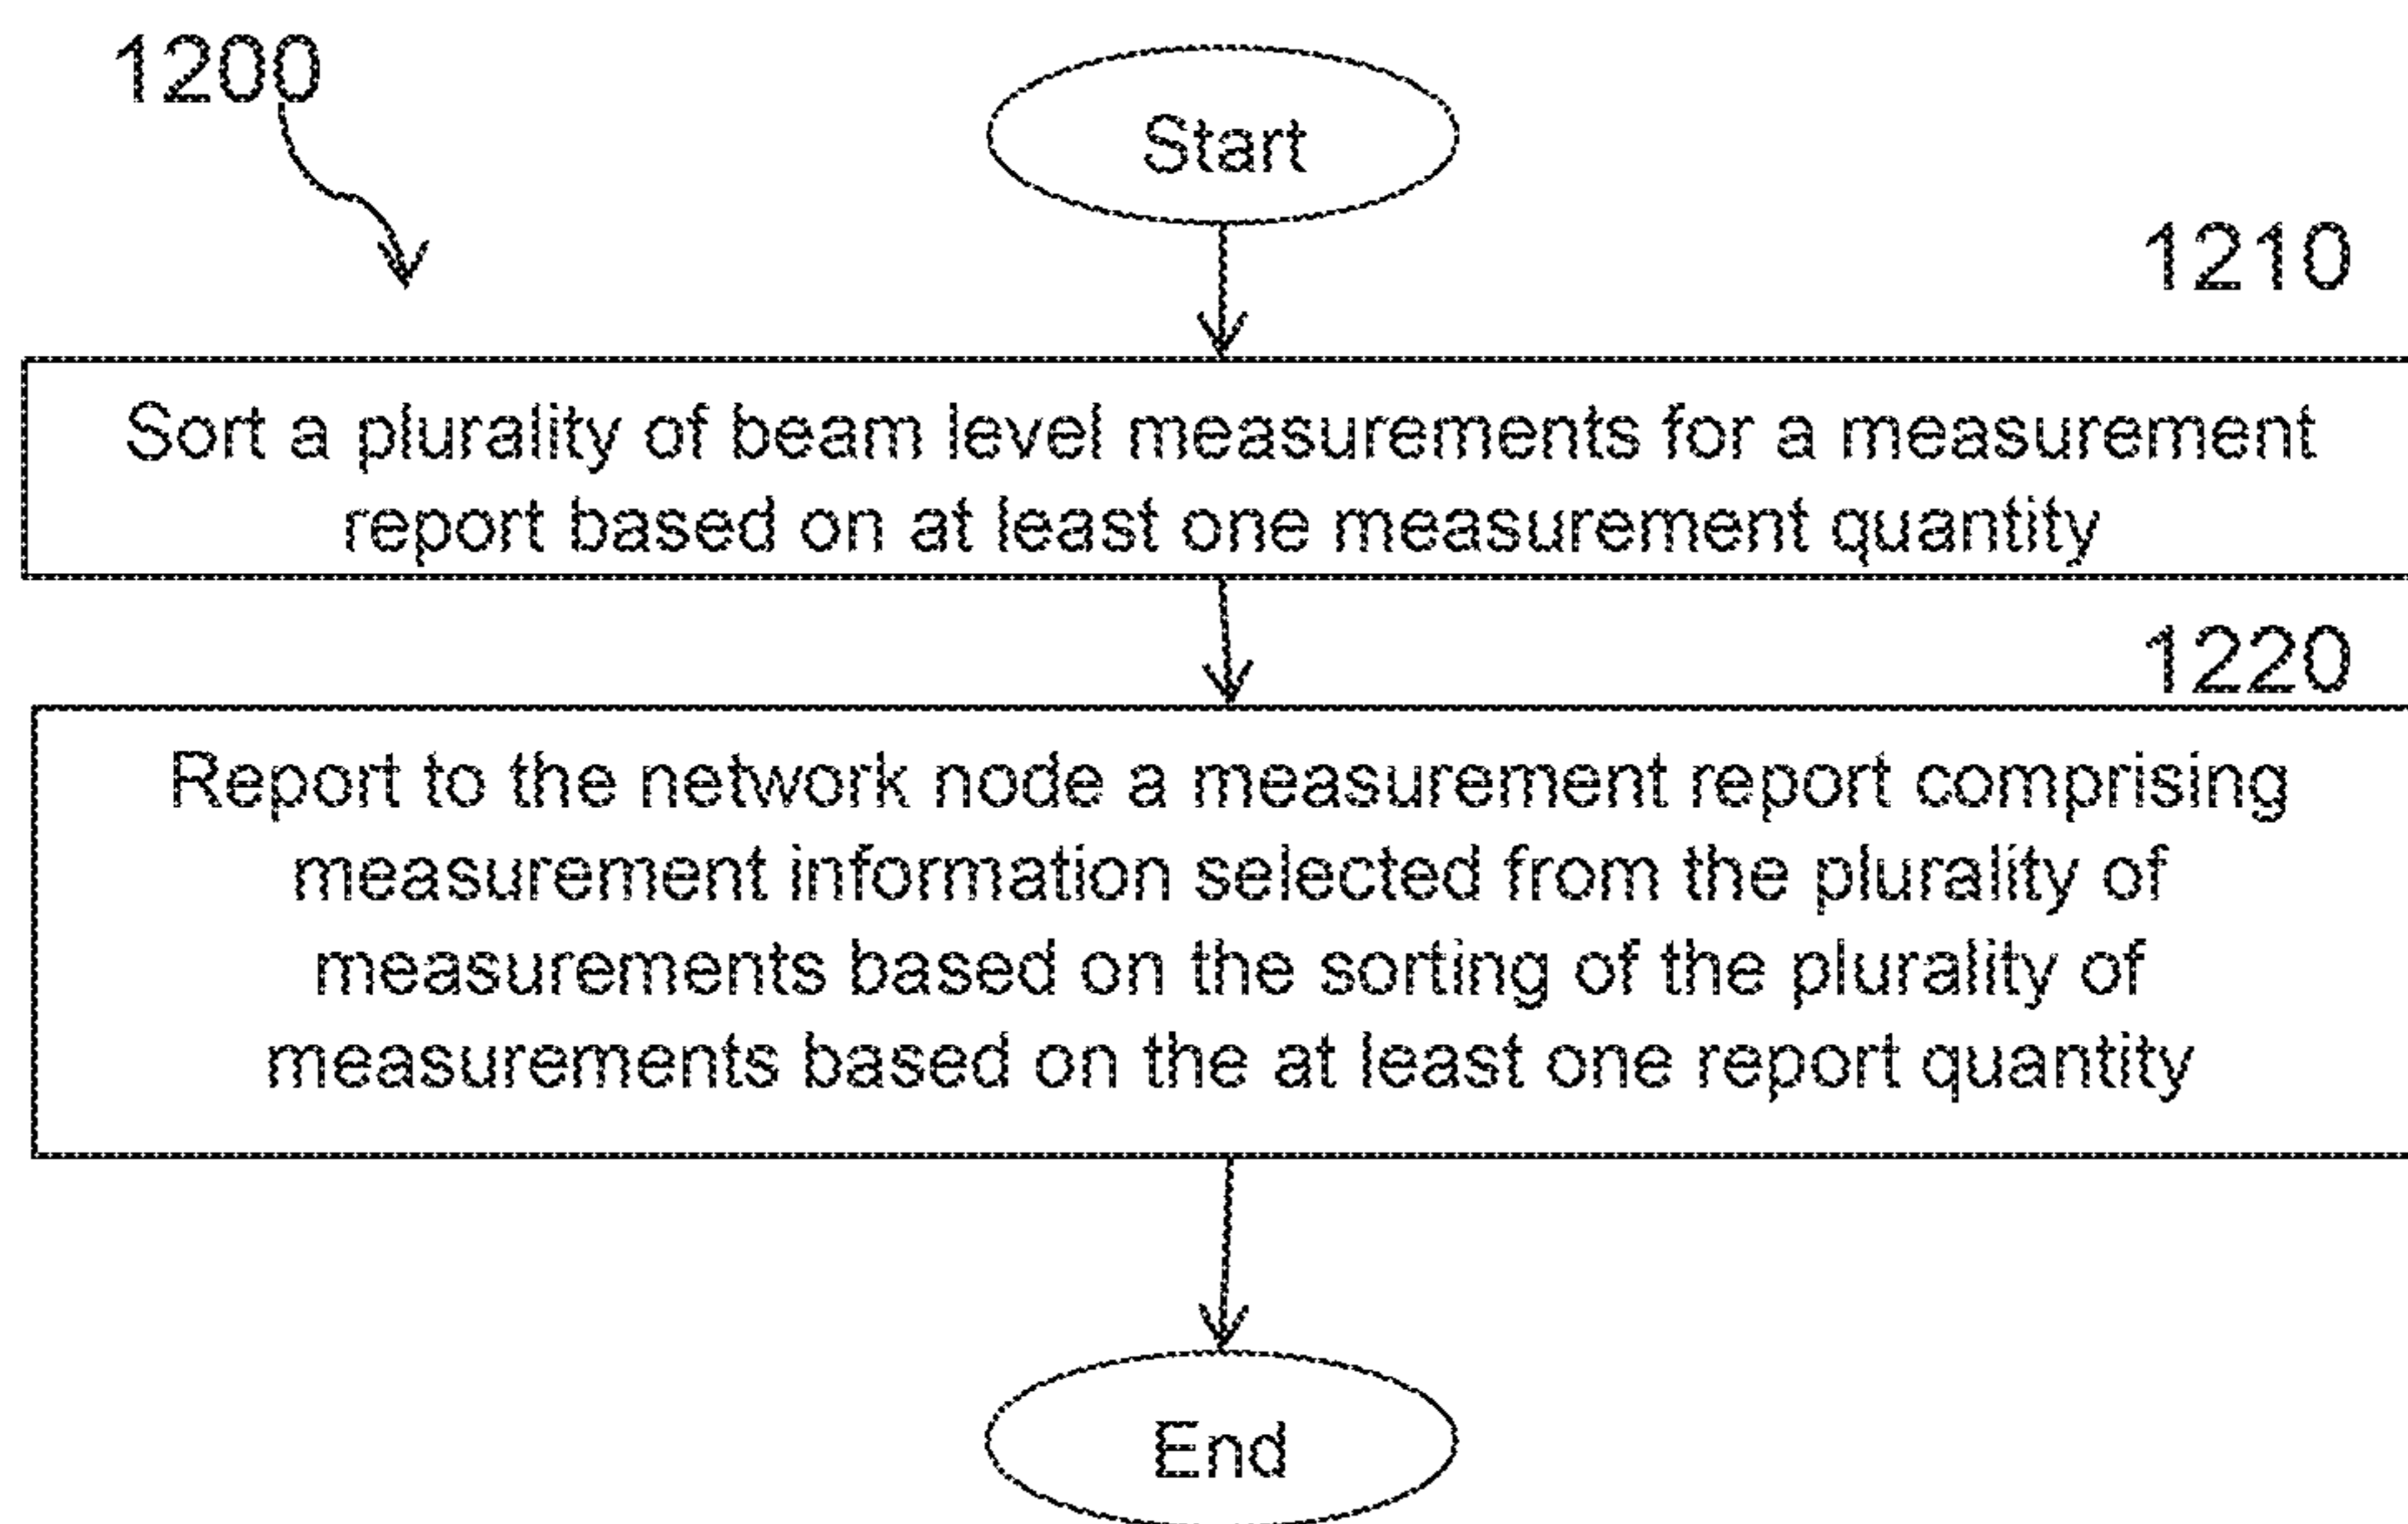 1200
Start
1210
Sort a plurality of beam level measurements for a measurement
report based on at least one measurement quantity
1220
Report to the network node a measurement report comprising
measurement information selected from the plurality of
measurements based on the sorting of the plurality of
measurements based on the at least one report quantity
End